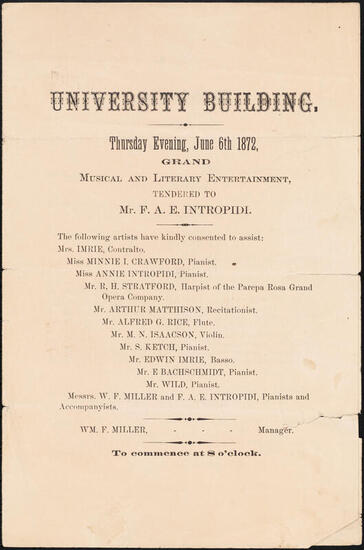 UNIVERSITY BUILDING.
Thursday Evening, June 6th 1872,
GRAND
MUSICAL AND LITERARY ENTERTAINMENT,
TENDERED TO
MR. F. A. E. INTROPIDI.
The following artists have kindly consented to assist:
Mrs. IMRIE, Contralto.
Miss MINNIE I. CRAWFORD, Pianist.
Miss ANNIE INTROPIDI, Pianist.
Mr. R. H. STRATFORD, Harpist of the Parepa Rosa Grand
Opera Company.
Mr. ARTHUR MATTHISON, Recitationist.
Mr. ALFRED G. RICE, Flute.
Mr. M. N. ISAACSON, Violin.
Mr. S. KETCH, Pianist.
Mr. EDWIN IMRIE, Basso.
Mr. E BACHSCHMIDT, Pianist.
Mr. WILD, Pianist.
Messrs. W. F. MILLER and F. A. E. INTROPIDI, Pianists and
Accompanyists.
WM. F. MILLER, - - - Manager.
To commence at 8 o'clock.